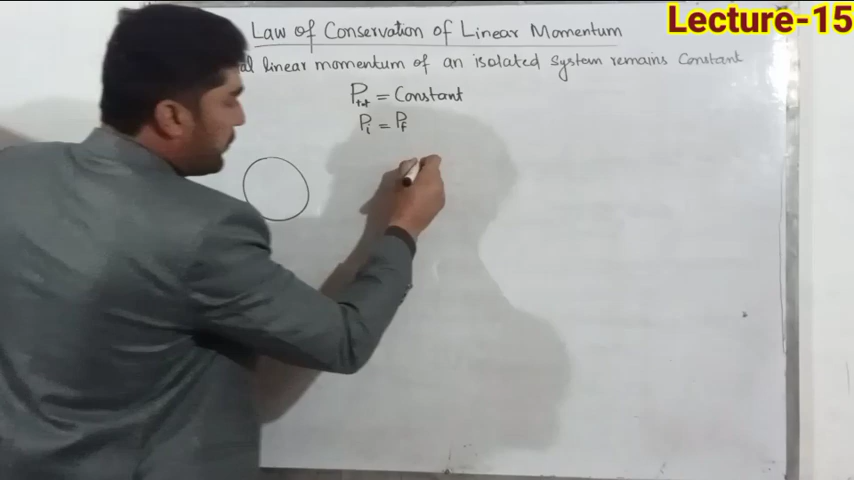 Lecture-15
Law of Conservation of Linear Momentum
linear momentum of an isolated System remains Constant
Ptot = Constant
Pi = Pf